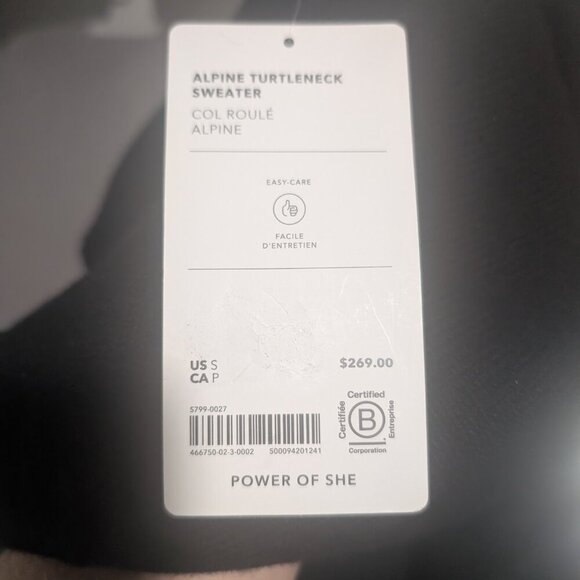 ALPINE TURTLENECK
SWEATER
COL ROULÉ
ALPINE
EASY-CARE
FACILE
D'ENTRETIEN
US S
CA P
$269.00
5799-0027
466750-02-3-0002 500094201241
Certified
Certifiée
B
Entreprise
Corporation
POWER OF SHE